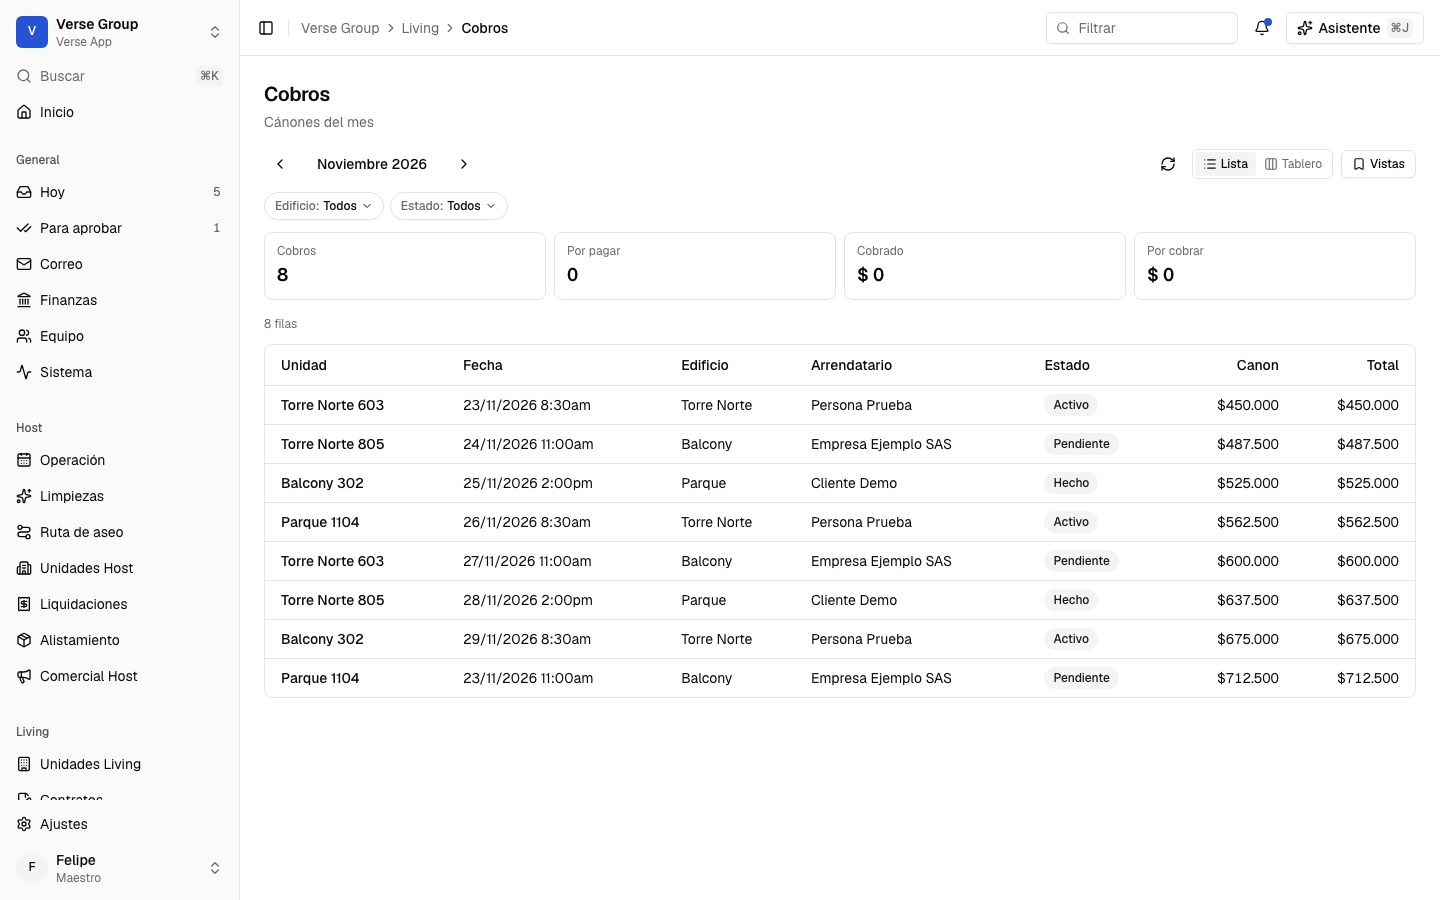 V
Verse Group
Verse App
Buscar ⌘K
Inicio
General
Hoy 5
Para aprobar 1
Correo
Finanzas
Equipo
Sistema
Host
Operación
Limpiezas
Ruta de aseo
Unidades Host
Liquidaciones
Alistamiento
Comercial Host
Living
Unidades Living
Contratos
Ajustes
F
Felipe
Maestro
Verse Group > Living > Cobros
Filtrar
Asistente ⌘J
Cobros
Cánones del mes
Noviembre 2026
Lista Tablero Vistas
Edificio: Todos Estado: Todos
Cobros Por pagar Cobrado Por cobrar
8 0 $ 0 $ 0
8 filas
Unidad Fecha Edificio Arrendatario Estado Canon Total
Torre Norte 603 23/11/2026 8:30am Torre Norte Persona Prueba Activo $450.000 $450.000
Torre Norte 805 24/11/2026 11:00am Balcony Empresa Ejemplo SAS Pendiente $487.500 $487.500
Balcony 302 25/11/2026 2:00pm Parque Cliente Demo Hecho $525.000 $525.000
Parque 1104 26/11/2026 8:30am Torre Norte Persona Prueba Activo $562.500 $562.500
Torre Norte 603 27/11/2026 11:00am Balcony Empresa Ejemplo SAS Pendiente $600.000 $600.000
Torre Norte 805 28/11/2026 2:00pm Parque Cliente Demo Hecho $637.500 $637.500
Balcony 302 29/11/2026 8:30am Torre Norte Persona Prueba Activo $675.000 $675.000
Parque 1104 23/11/2026 11:00am Balcony Empresa Ejemplo SAS Pendiente $712.500 $712.500